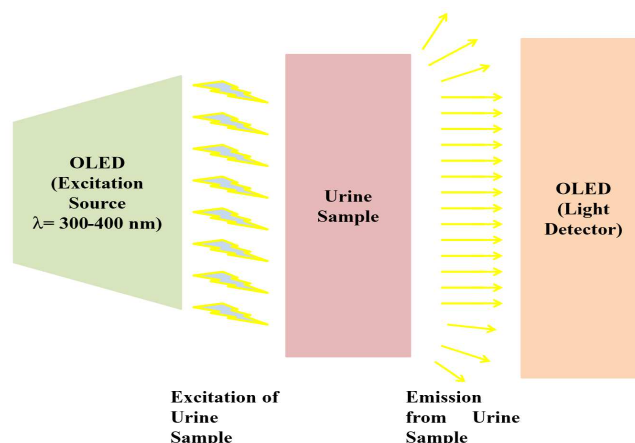 OLED
(Excitation
Source
λ= 300-400 nm)
Urine
Sample
OLED
(Light
Detector)
Excitation of
Urine
Sample
Emission
from Urine
Sample